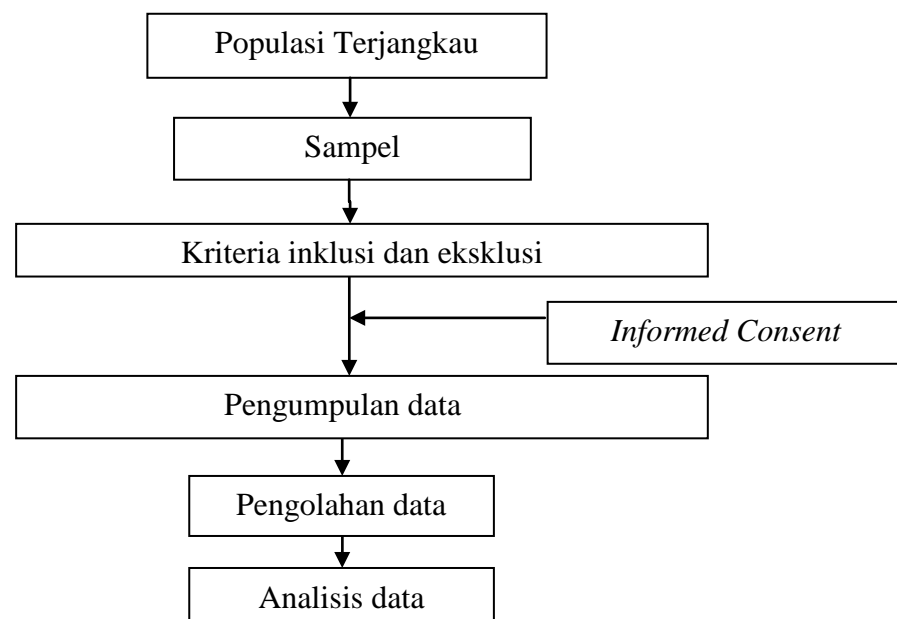 Populasi Terjangkau
Sampel
Kriteria inklusi dan eksklusi
Informed Consent
Pengumpulan data
Pengolahan data
Analisis data